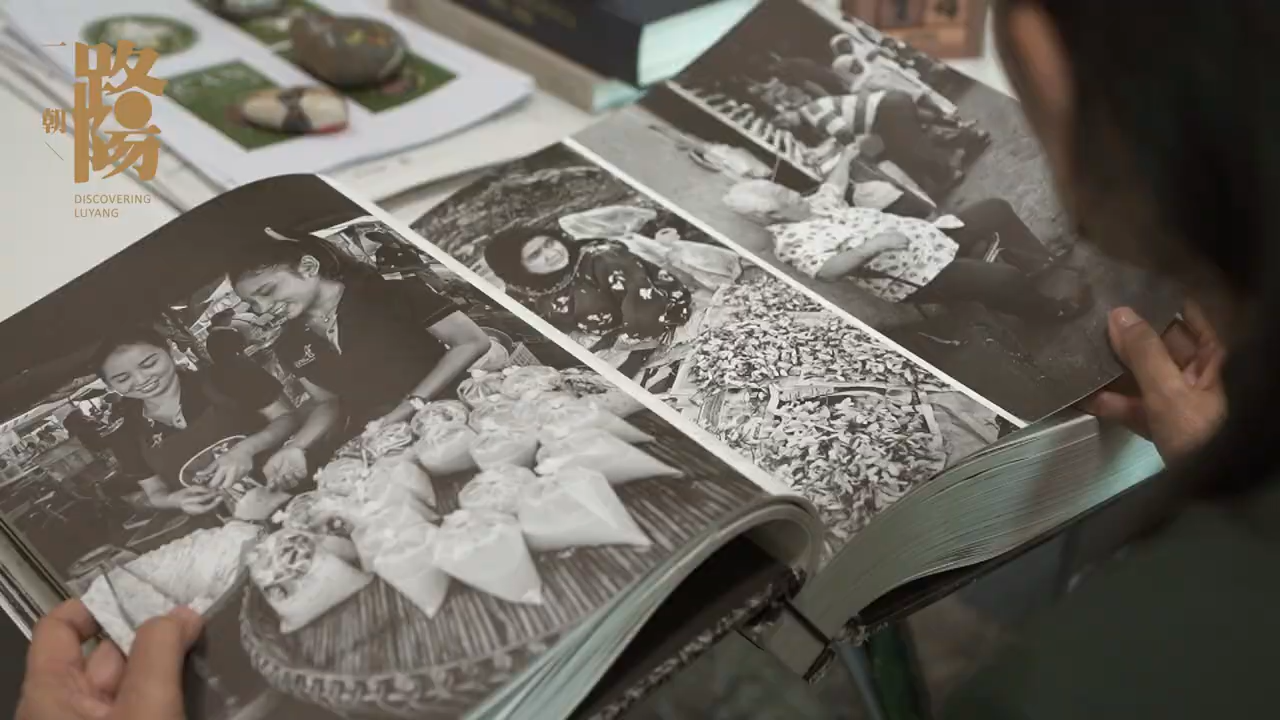 一路
朝陽
DISCOVERING
LUYANG